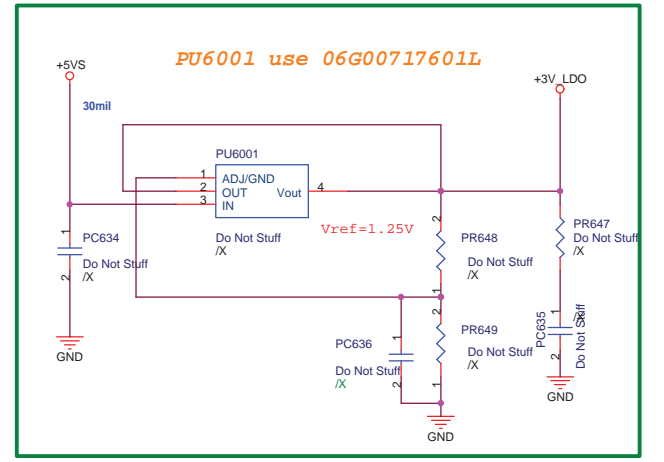 PU6001 use 06G00717601L
+5VS
+3V_LDO
30mil
PU6001
1 ADJ/GND
2 OUT Vout 4
3 IN
Vref=1.25V
Do Not Stuff
/X
1
PC634
Do Not Stuff
2 /X
GND
2
PR648
Do Not Stuff
/X
1
PR647
Do Not Stuff
/X
1
PC635
Do Not Stuff
/X
2
GND
1
PC636
Do Not Stuff
/X
2
2
PR649
Do Not Stuff
/X
1
GND